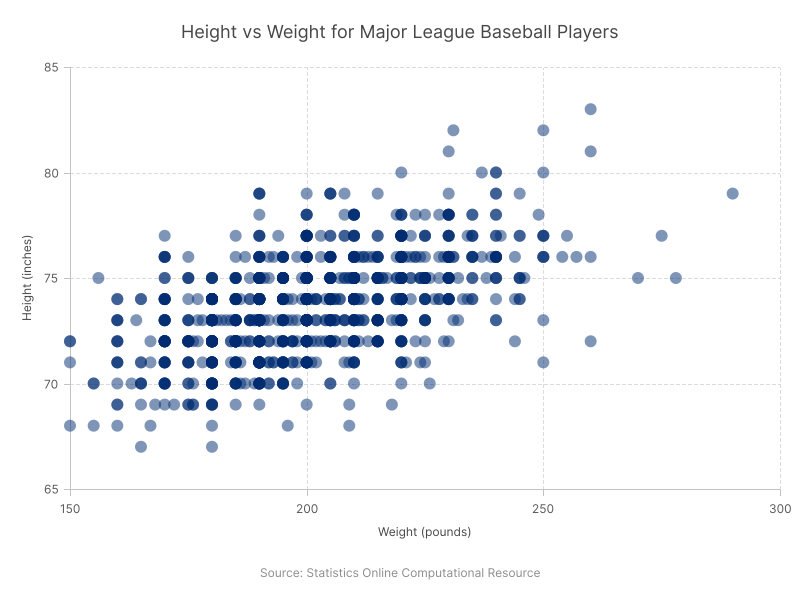 Height vs Weight for Major League Baseball Players
85
80
75
70
65
Height (inches)
150
200
250
300
Weight (pounds)
Source: Statistics Online Computational Resource